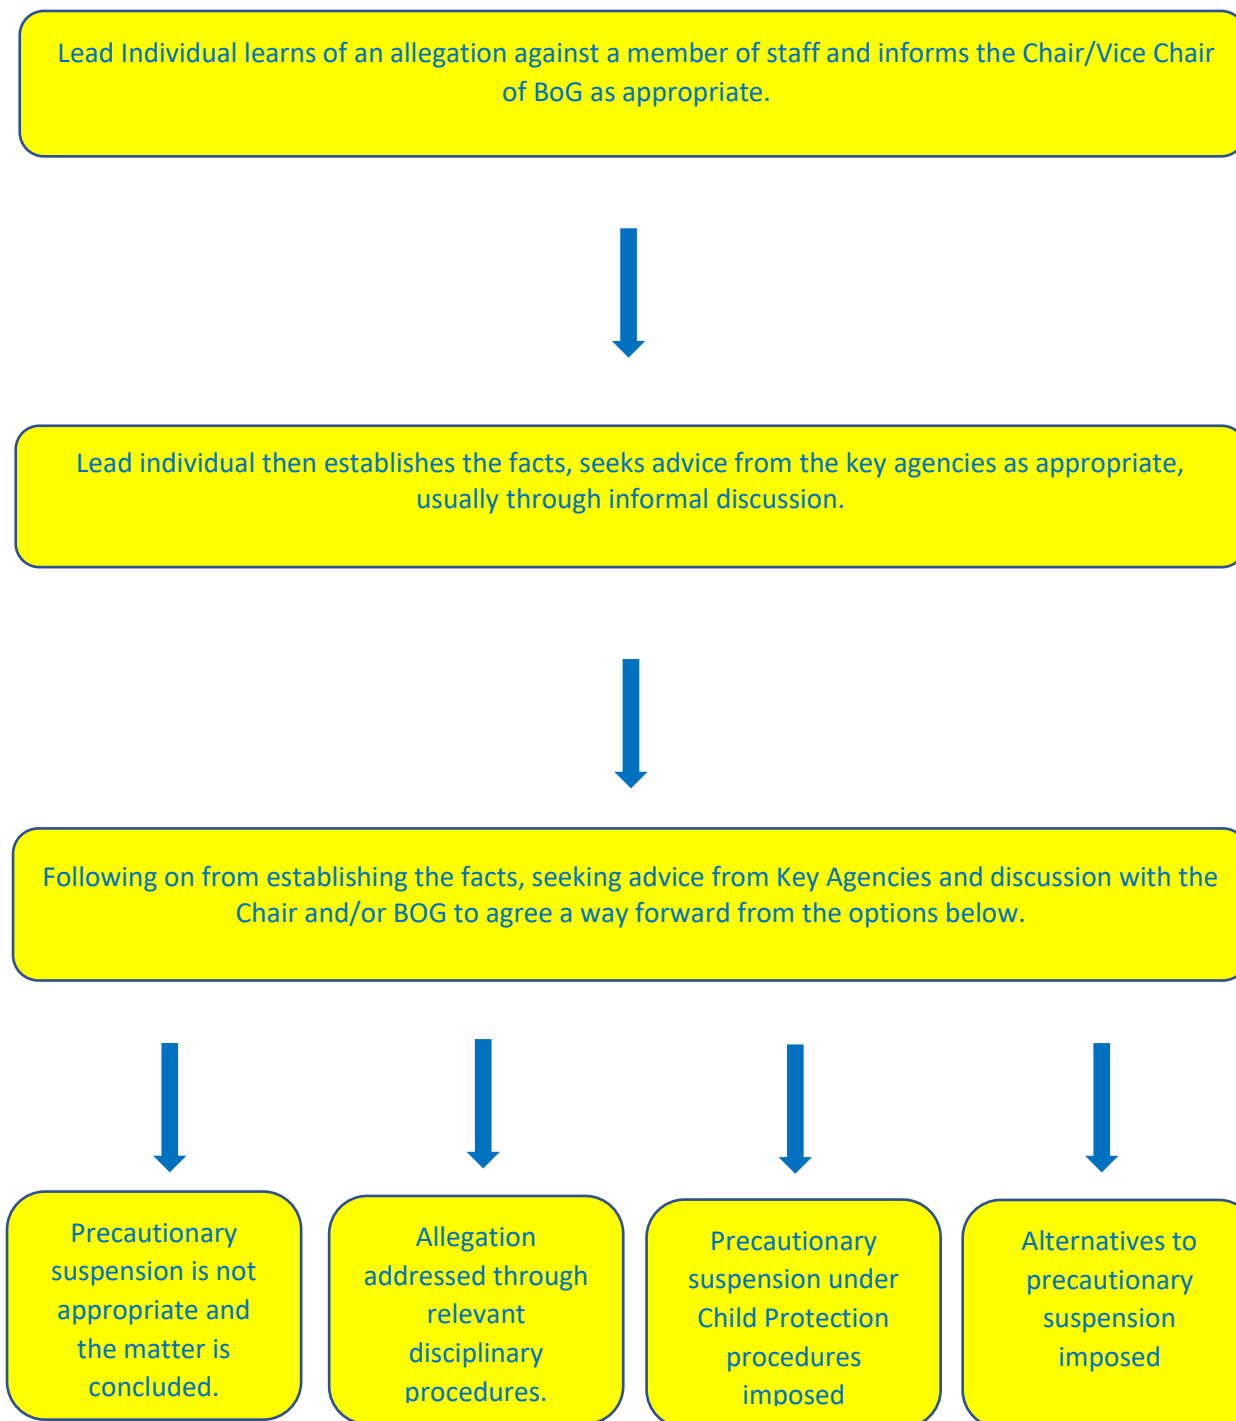 Lead Individual learns of an allegation against a member of staff and informs the Chair/Vice Chair
of BoG as appropriate.
Lead individual then establishes the facts, seeks advice from the key agencies as appropriate,
usually through informal discussion.
Following on from establishing the facts, seeking advice from Key Agencies and discussion with the
Chair and/or BOG to agree a way forward from the options below.
Precautionary
suspension is not
appropriate and
the matter is
concluded.
Allegation
addressed through
relevant
disciplinary
procedures.
Precautionary
suspension under
Child Protection
procedures
imposed
Alternatives to
precautionary
suspension
imposed